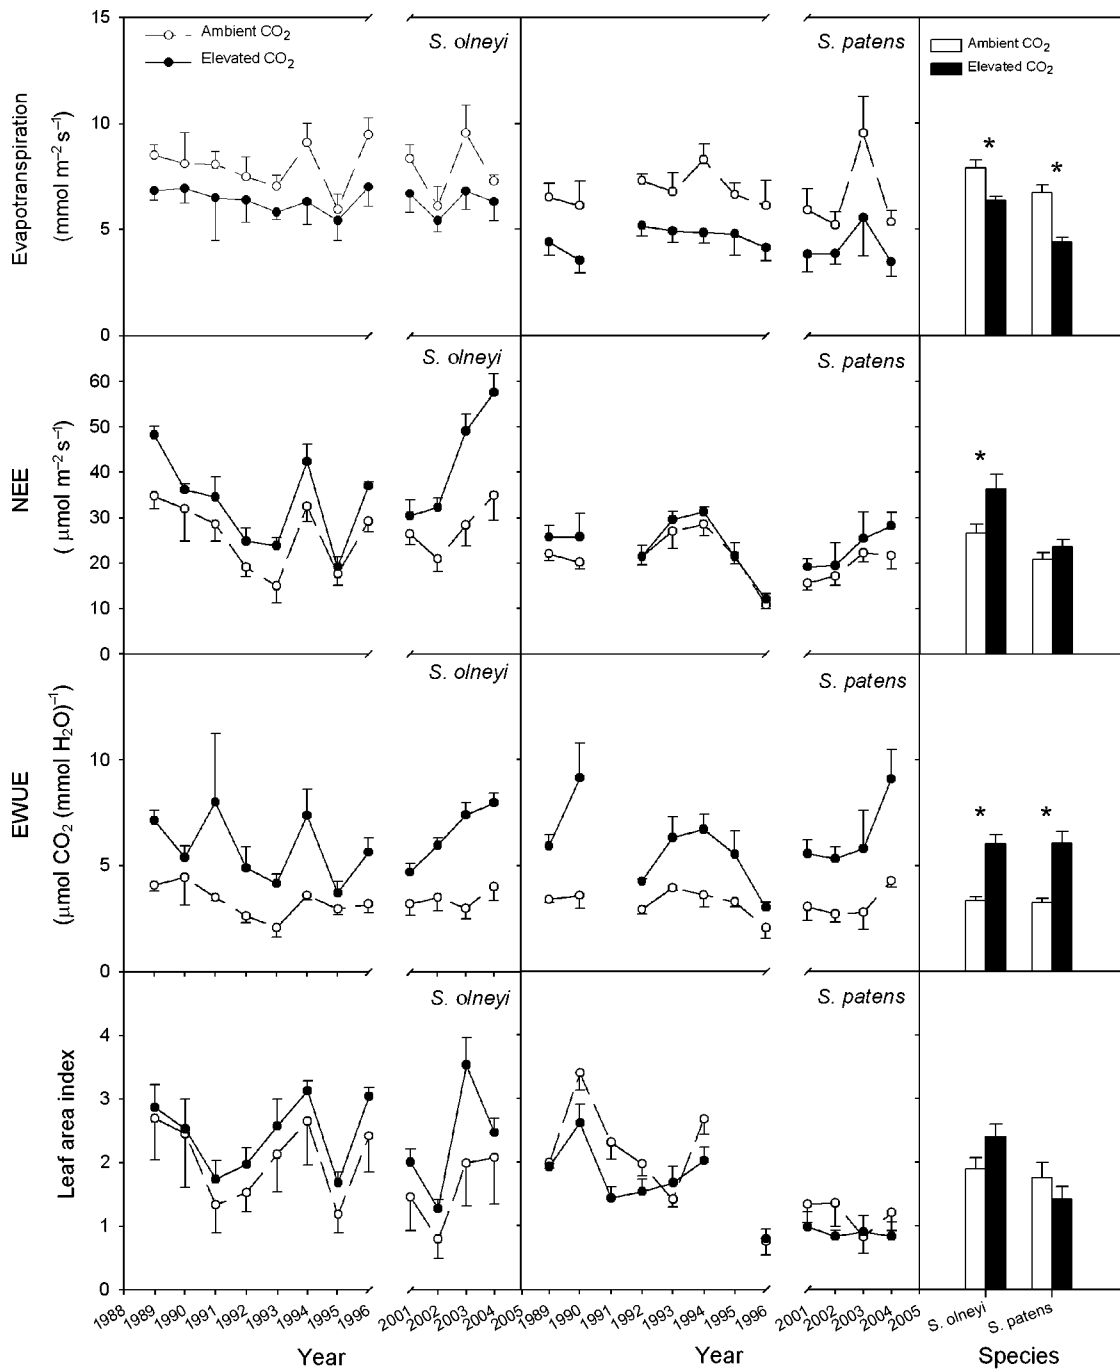 15
Ambient CO₂
Elevated CO₂
S. olneyi
S. patens
Ambient CO₂
Elevated CO₂
Evapotranspiration
(mmol m⁻² s⁻¹)
10
5
0
*
*
S. olneyi
S. patens
NEE
( μmol m⁻² s⁻¹)
60
50
40
30
20
10
0
*
S. olneyi
S. patens
EWUE
(μmol CO₂ (mmol H₂O)⁻¹
10
5
0
*
*
S. olneyi
S. patens
Leaf area index
4
3
2
1
0
1988 1989 1990 1991 1992 1993 1994 1995 1996 2001 2002 2003 2004 2005 1989 1990 1991 1992 1993 1994 1995 1996 2001 2002 2003 2004 2005 S. olneyi S. patens
Year
Year
Species